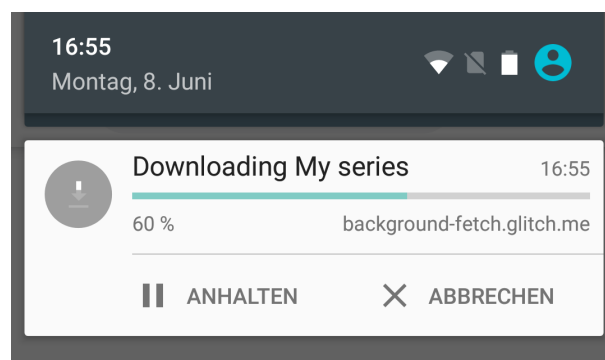 16:55
Montag, 8. Juni
Downloading My series 16:55
60 % background-fetch.glitch.me
ANHALTEN ABBRECHEN